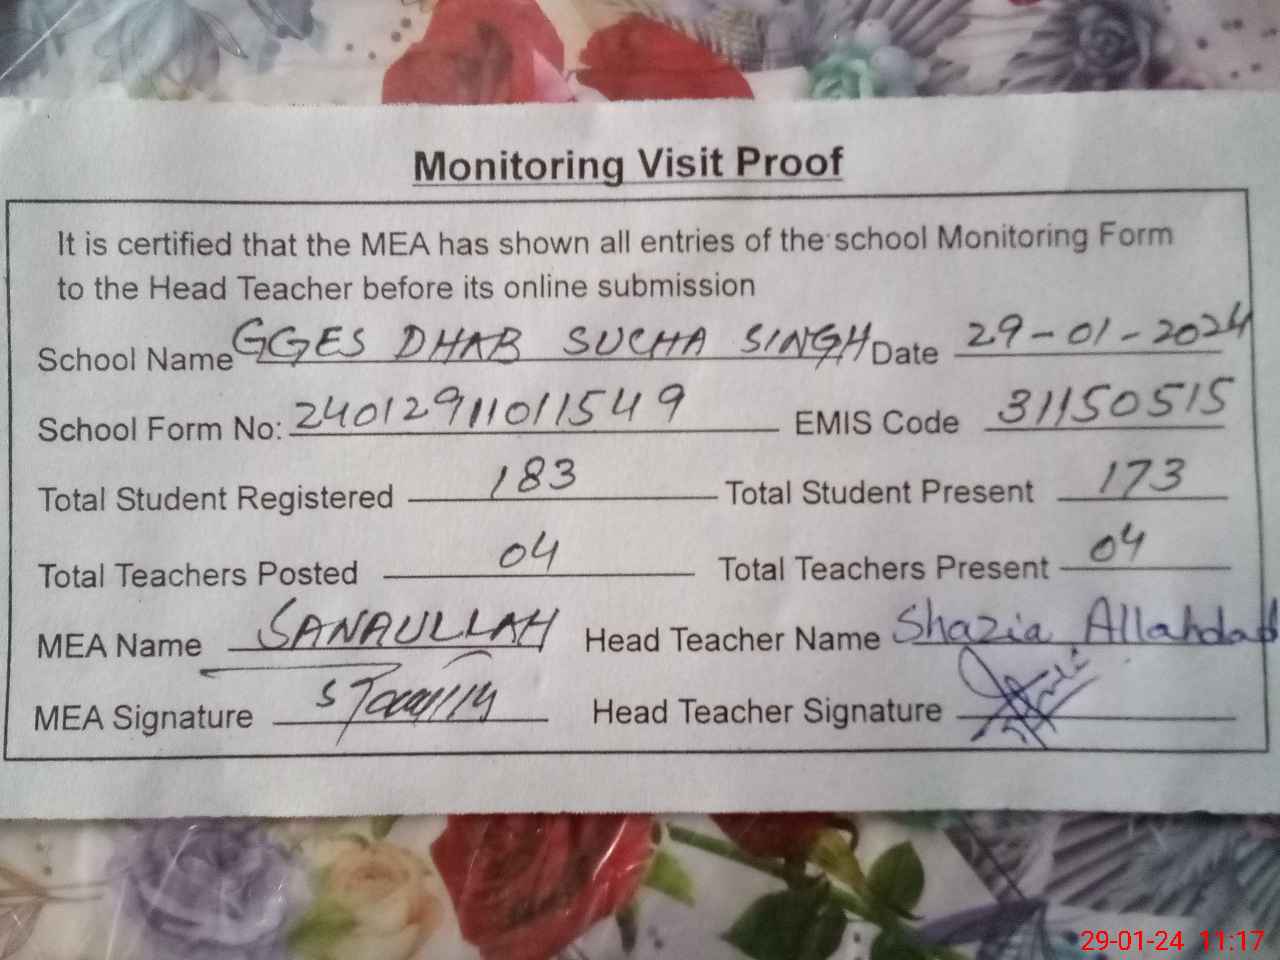 Monitoring Visit Proof
It is certified that the MEA has shown all entries of the school Monitoring Form
to the Head Teacher before its online submission
School Name GGES DHAB SUCHA SINGH Date 29-01-2024
School Form No: 240129110111549 EMIS Code 31150515
Total Student Registered 183 Total Student Present 173
Total Teachers Posted 04 Total Teachers Present 04
MEA Name SANAULLAH Head Teacher Name Shazia Allahdad
MEA Signature Head Teacher Signature
29-01-24 11:17